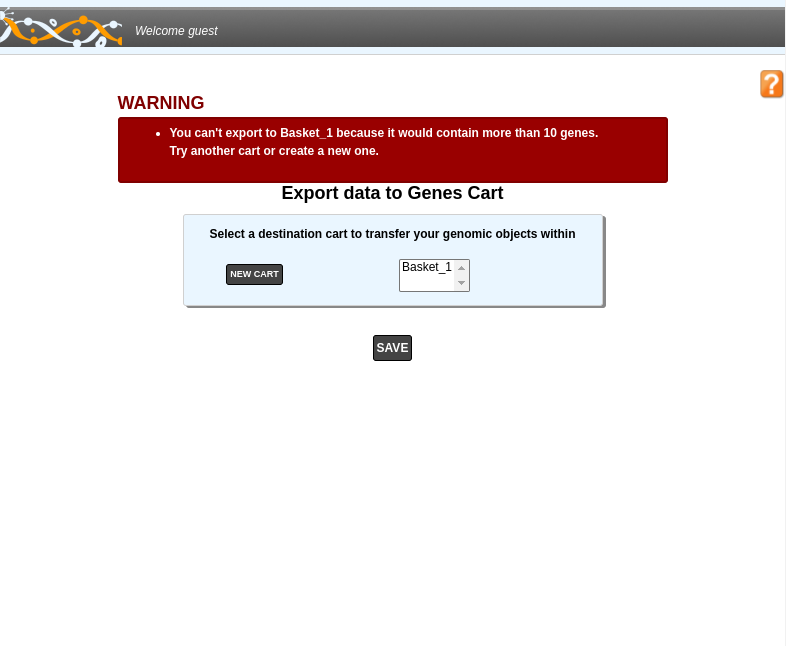 Welcome guest
?
WARNING
You can't export to Basket_1 because it would contain more than 10 genes.
Try another cart or create a new one.
Export data to Genes Cart
Select a destination cart to transfer your genomic objects within
NEW CART
Basket_1
SAVE